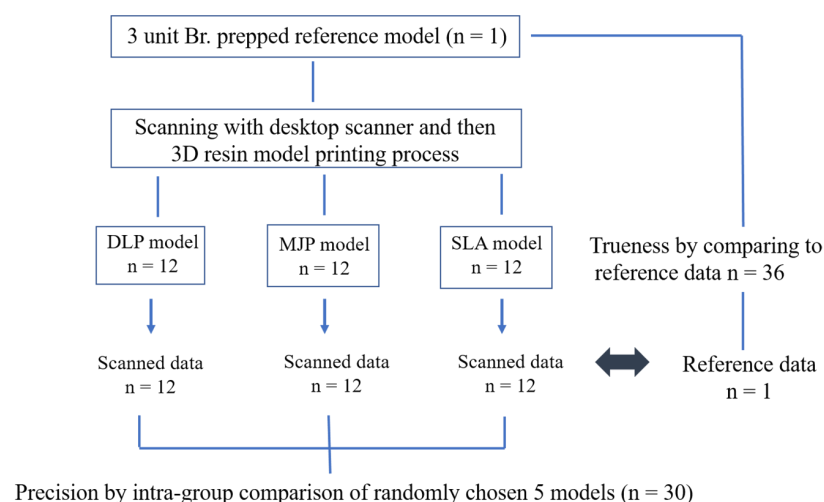 3 unit Br. prepped reference model (n = 1)
Scanning with desktop scanner and then
3D resin model printing process
DLP model
n = 12
MJP model
n = 12
SLA model
n = 12
Trueness by comparing to
reference data n = 36
Scanned data
n = 12
Scanned data
n = 12
Scanned data
n = 12
Reference data
n = 1
Precision by intra-group comparison of randomly chosen 5 models (n = 30)